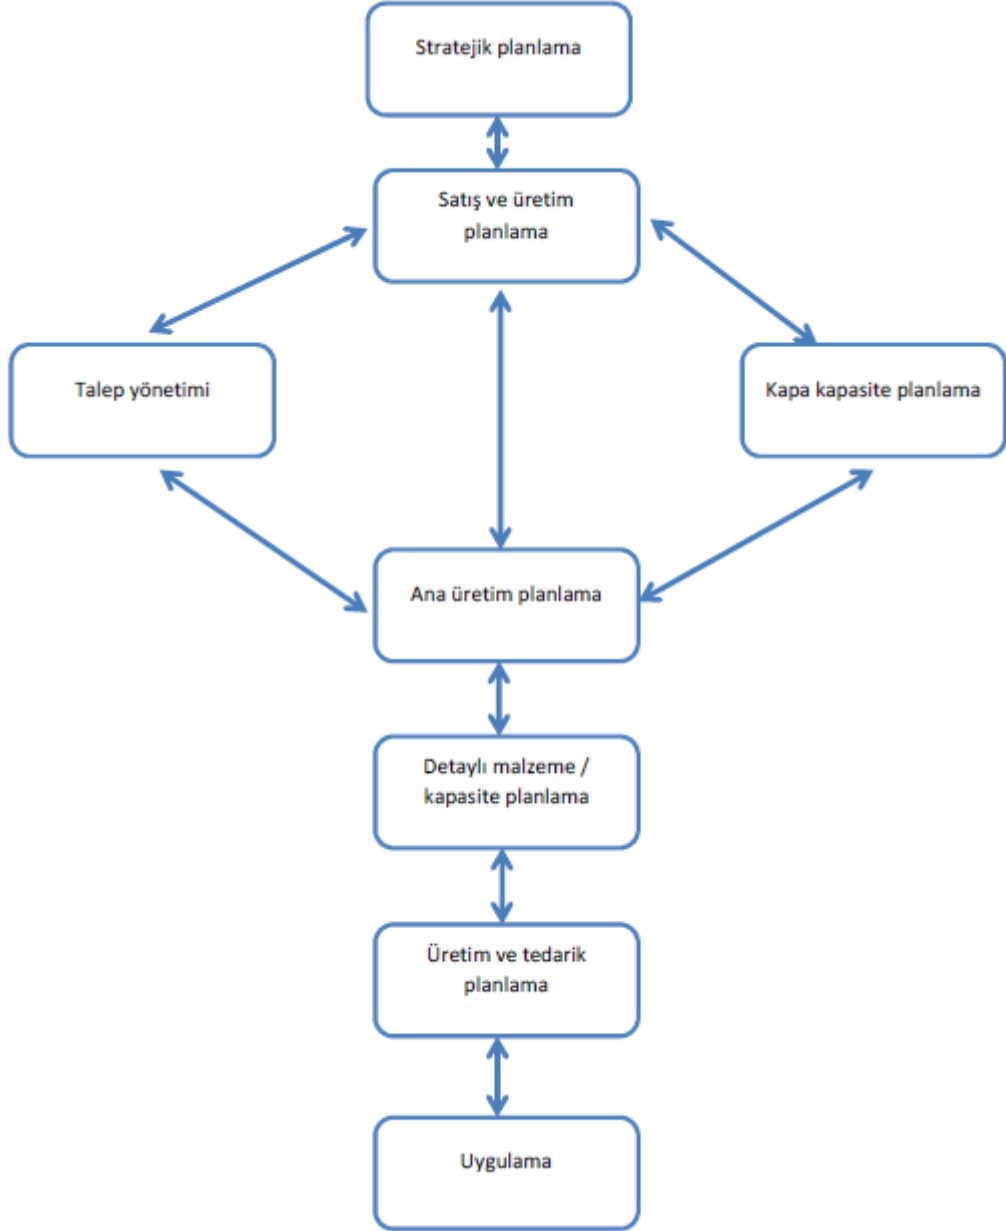 Stratejik planlama
Satış ve üretim
planlama
Talep yönetimi
Kapa kapasite planlama
Ana üretim planlama
Detaylı malzeme /
kapasite planlama
Üretim ve tedarik
planlama
Uygulama